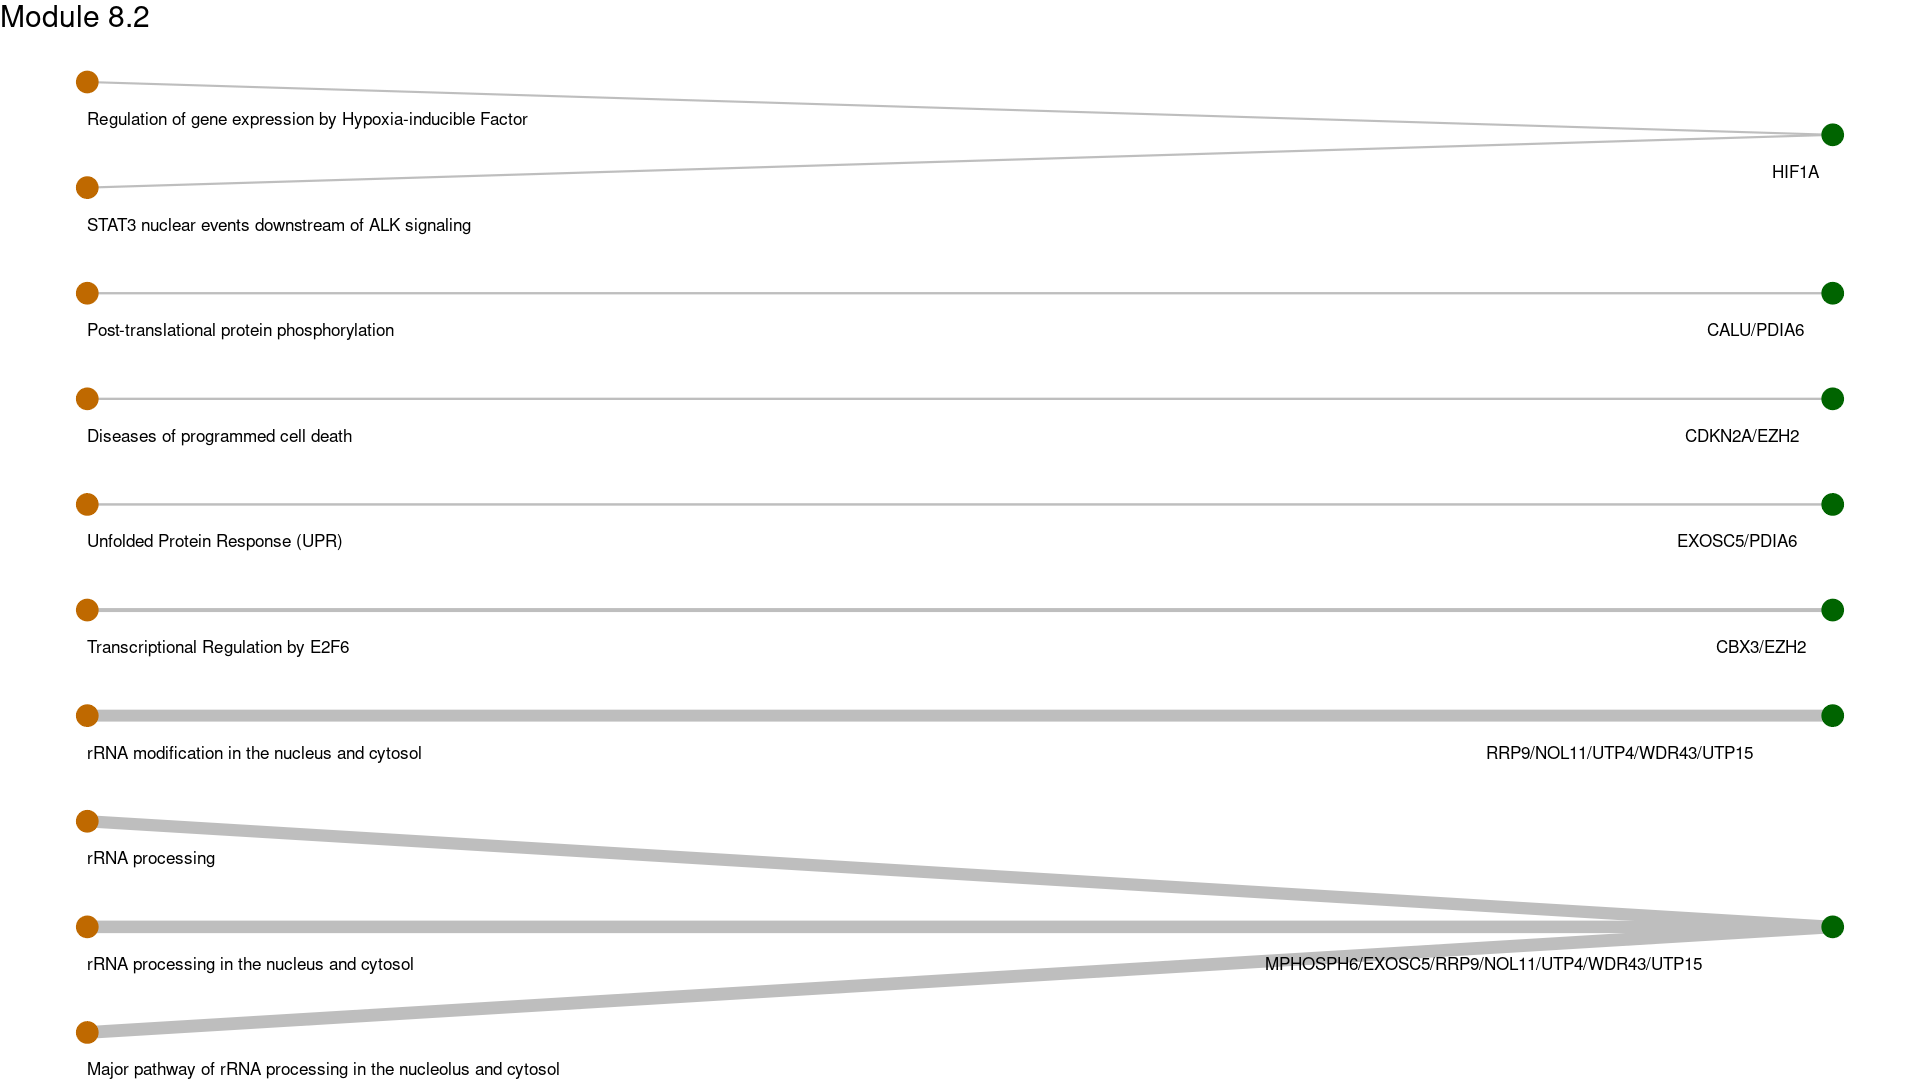 Module 8.2
Regulation of gene expression by Hypoxia-inducible Factor
HIF1A
STAT3 nuclear events downstream of ALK signaling
Post-translational protein phosphorylation
CALU/PDIA6
Diseases of programmed cell death
CDKN2A/EZH2
Unfolded Protein Response (UPR)
EXOSC5/PDIA6
Transcriptional Regulation by E2F6
CBX3/EZH2
rRNA modification in the nucleus and cytosol
RRP9/NOL11/UTP4/WDR43/UTP15
rRNA processing
rRNA processing in the nucleus and cytosol
MPHOSPH6/EXOSC5/RRP9/NOL11/UTP4/WDR43/UTP15
Major pathway of rRNA processing in the nucleolus and cytosol